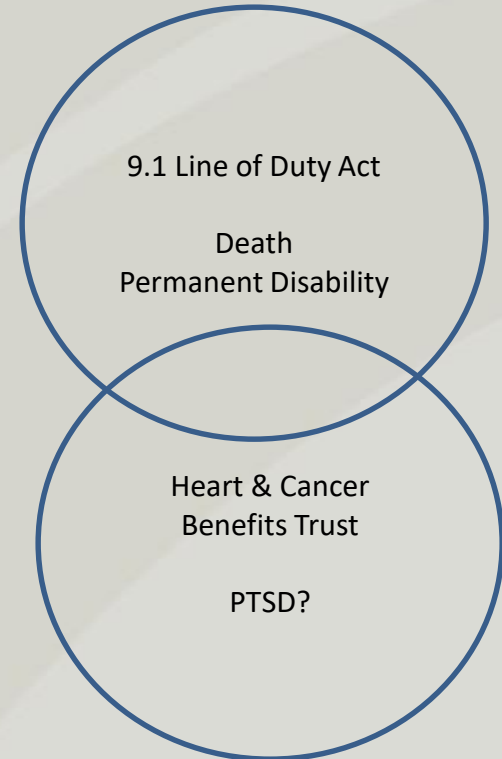 9.1 Line of Duty Act
Death
Permanent Disability
Heart & Cancer
Benefits Trust
PTSD?